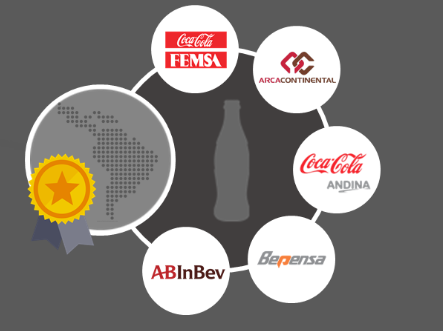 Coca-Cola
FEMSA
ARCACONTINENTAL
Coca-Cola
ANDINA
Bepensa
ABInBev